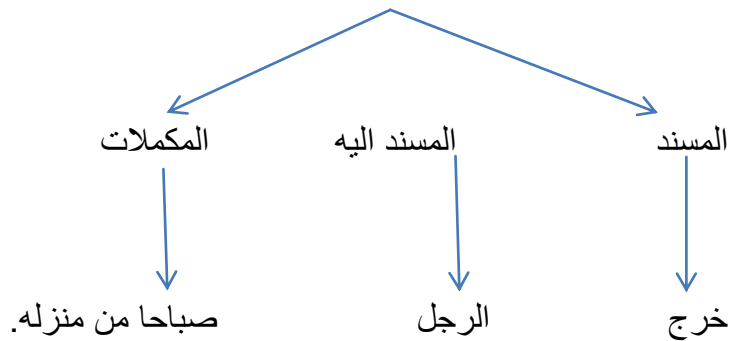 المسند المسند اليه المكملات
خرج الرجل صباحا من منزله.